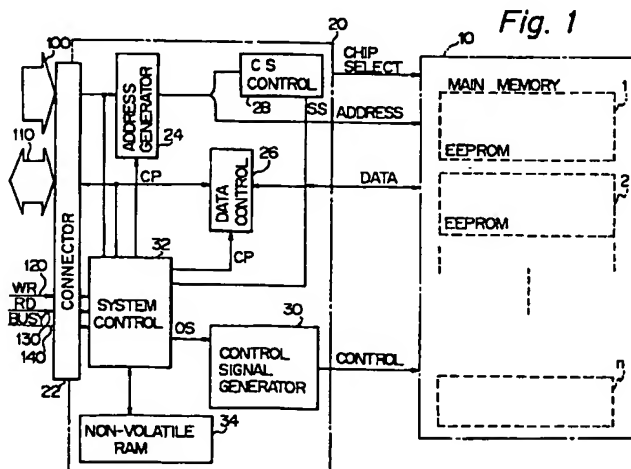 Fig. 1
20
10
100
CHIP
SELECT
C S
CONTROL
28
MAIN MEMORY
1
ADDRESS
GENERATOR
24
SS
ADDRESS
EEPROM
110
26
CP
DATA
CONTROL
DATA
2
EEPROM
CONNECTOR
32
CP
120
WR
RD
BUSY
130
140
SYSTEM
CONTROL
OS
30
CONTROL
SIGNAL
GENERATOR
CONTROL
n
22
NON-VOLATILE
RAM
34